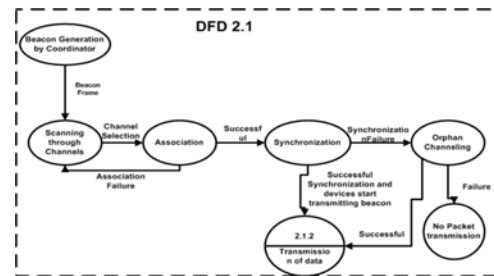 DFD 2.1
Beacon Generation
by Coordinator
Beacon
Frame
Scanning
through
Channels
Channel
Selection
Association
Successf
ul
Synchronization
Synchronizatio
nFailure
Orphan
Channeling
Association
Failure
Successful
Synchronization and
devices start
transmitting beacon
Failure
2.1.2
Transmissio
n of data
Successful
No Packet
transmission